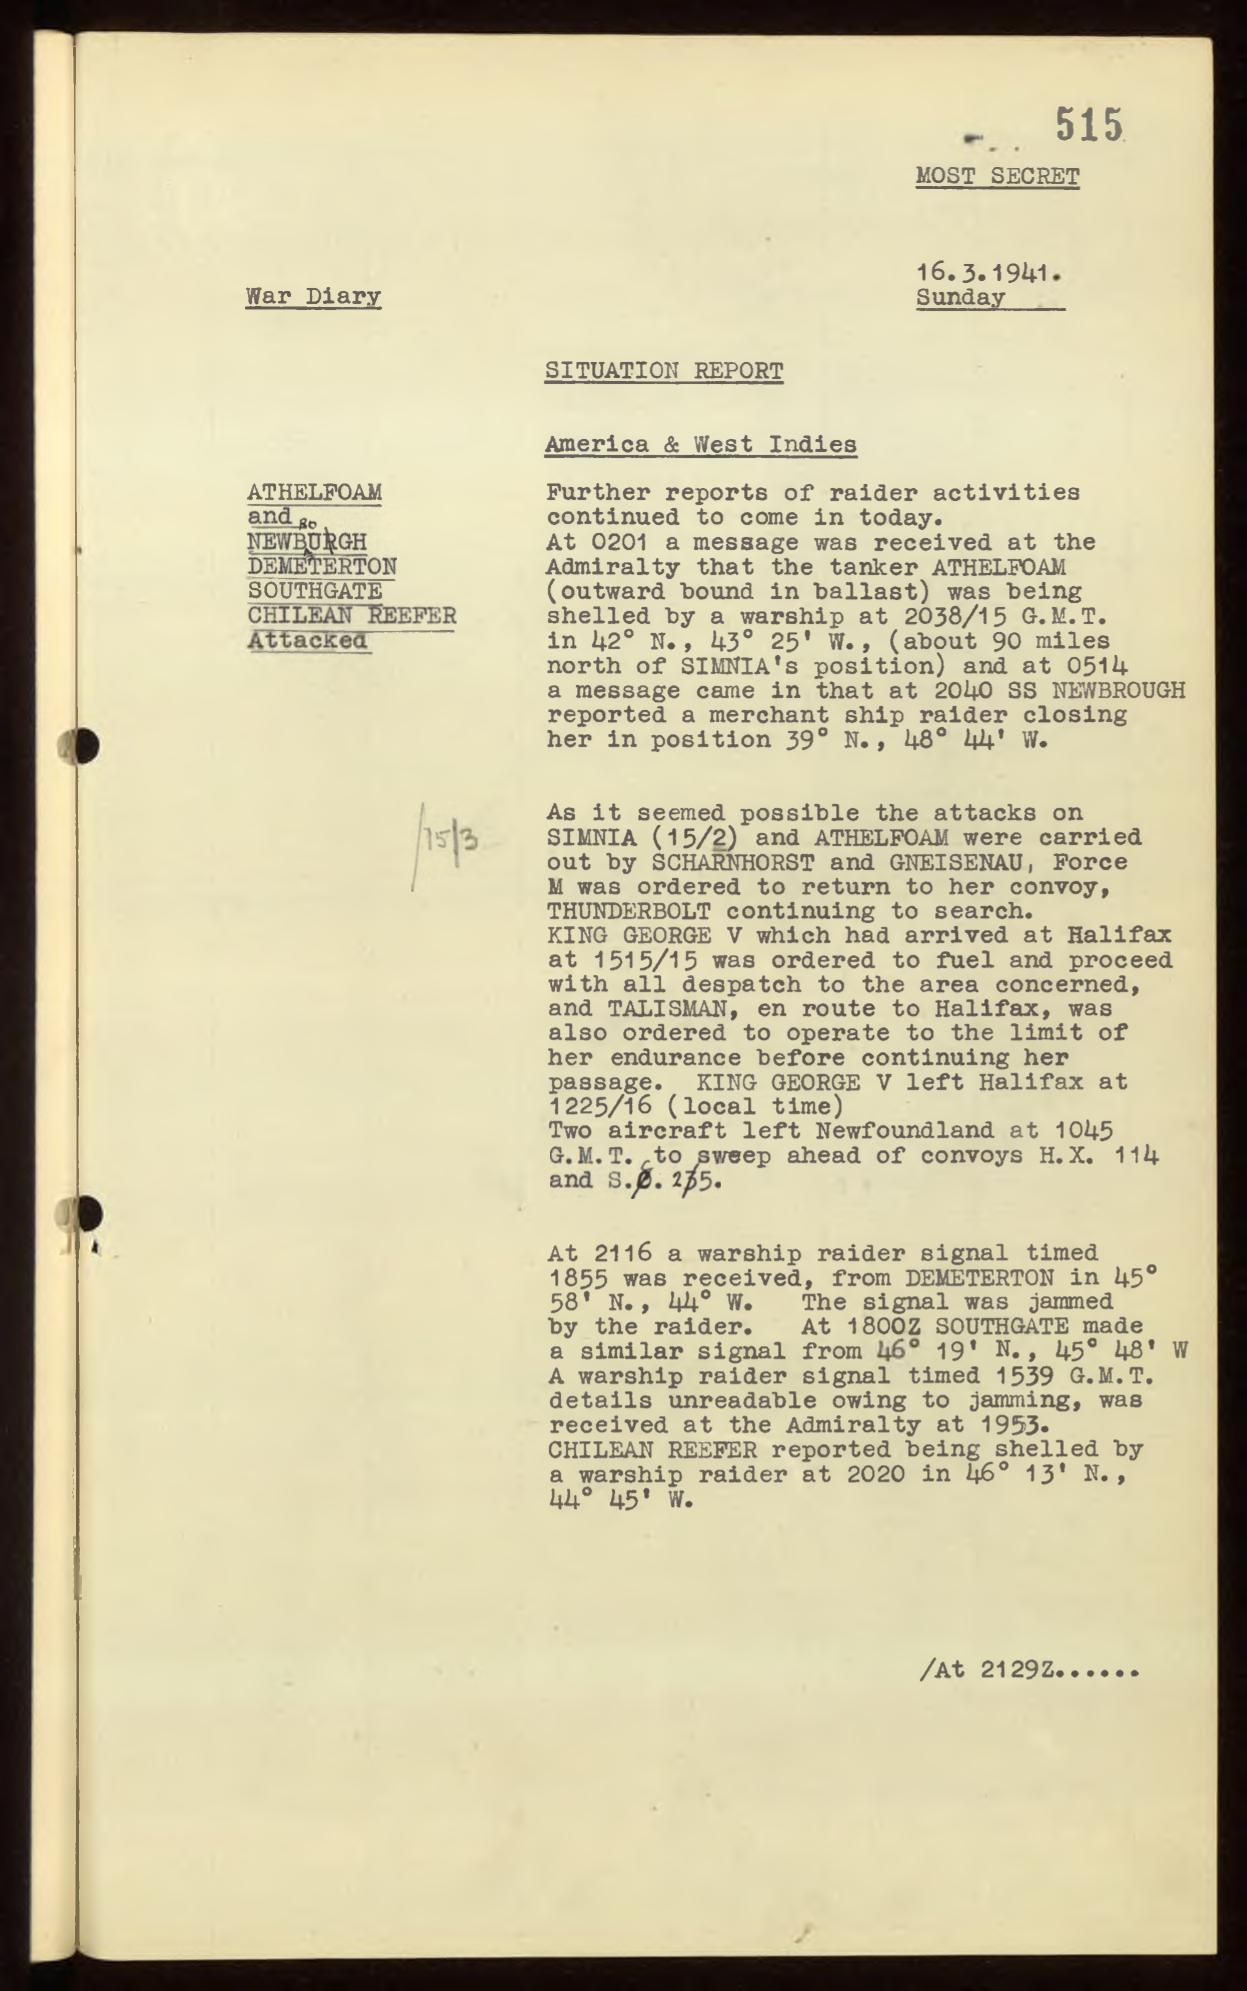 515
MOST SECRET
16.3.1941.
Sunday
War Diary
SITUATION REPORT
America & West Indies
ATHELFOAM
and
NEWBURGH
DEMETERTON
SOUTHGATE
CHILEAN REEFER
Attacked
Further reports of raider activities
continued to come in today.
At 0201 a message was received at the
Admiralty that the tanker ATHELFOAM
(outward bound in ballast) was being
shelled by a warship at 2038/15 G.M.T.
in 42° N., 43° 25' W., (about 90 miles
north of SIMNIA's position) and at 0514
a message came in that at 2040 SS NEWBROUGH
reported a merchant ship raider closing
her in position 39° N., 48° 44' W.
/15/3
As it seemed possible the attacks on
SIMNIA (15/2) and ATHELFOAM were carried
out by SCHARNHORST and GNEISENAU, Force
M was ordered to return to her convoy,
THUNDERBOLT continuing to search.
KING GEORGE V which had arrived at Halifax
at 1515/15 was ordered to fuel and proceed
with all despatch to the area concerned,
and TALISMAN, en route to Halifax, was
also ordered to operate to the limit of
her endurance before continuing her
passage. KING GEORGE V left Halifax at
1225/16 (local time)
Two aircraft left Newfoundland at 1045
G.M.T. to sweep ahead of convoys H.X. 114
and S.
At 2116 a warship raider signal timed
1855 was received, from DEMETERTON in 45°
58' N., 44° W. The signal was jammed
by the raider. At 1800Z SOUTHGATE made
a similar signal from 46° 19' N., 45° 48' W
A warship raider signal timed 1539 G.M.T.
details unreadable owing to jamming, was
received at the Admiralty at 1953.
CHILEAN REEFER reported being shelled by
a warship raider at 2020 in 46° 13' N.,
44° 45' W.
/At 2129Z......